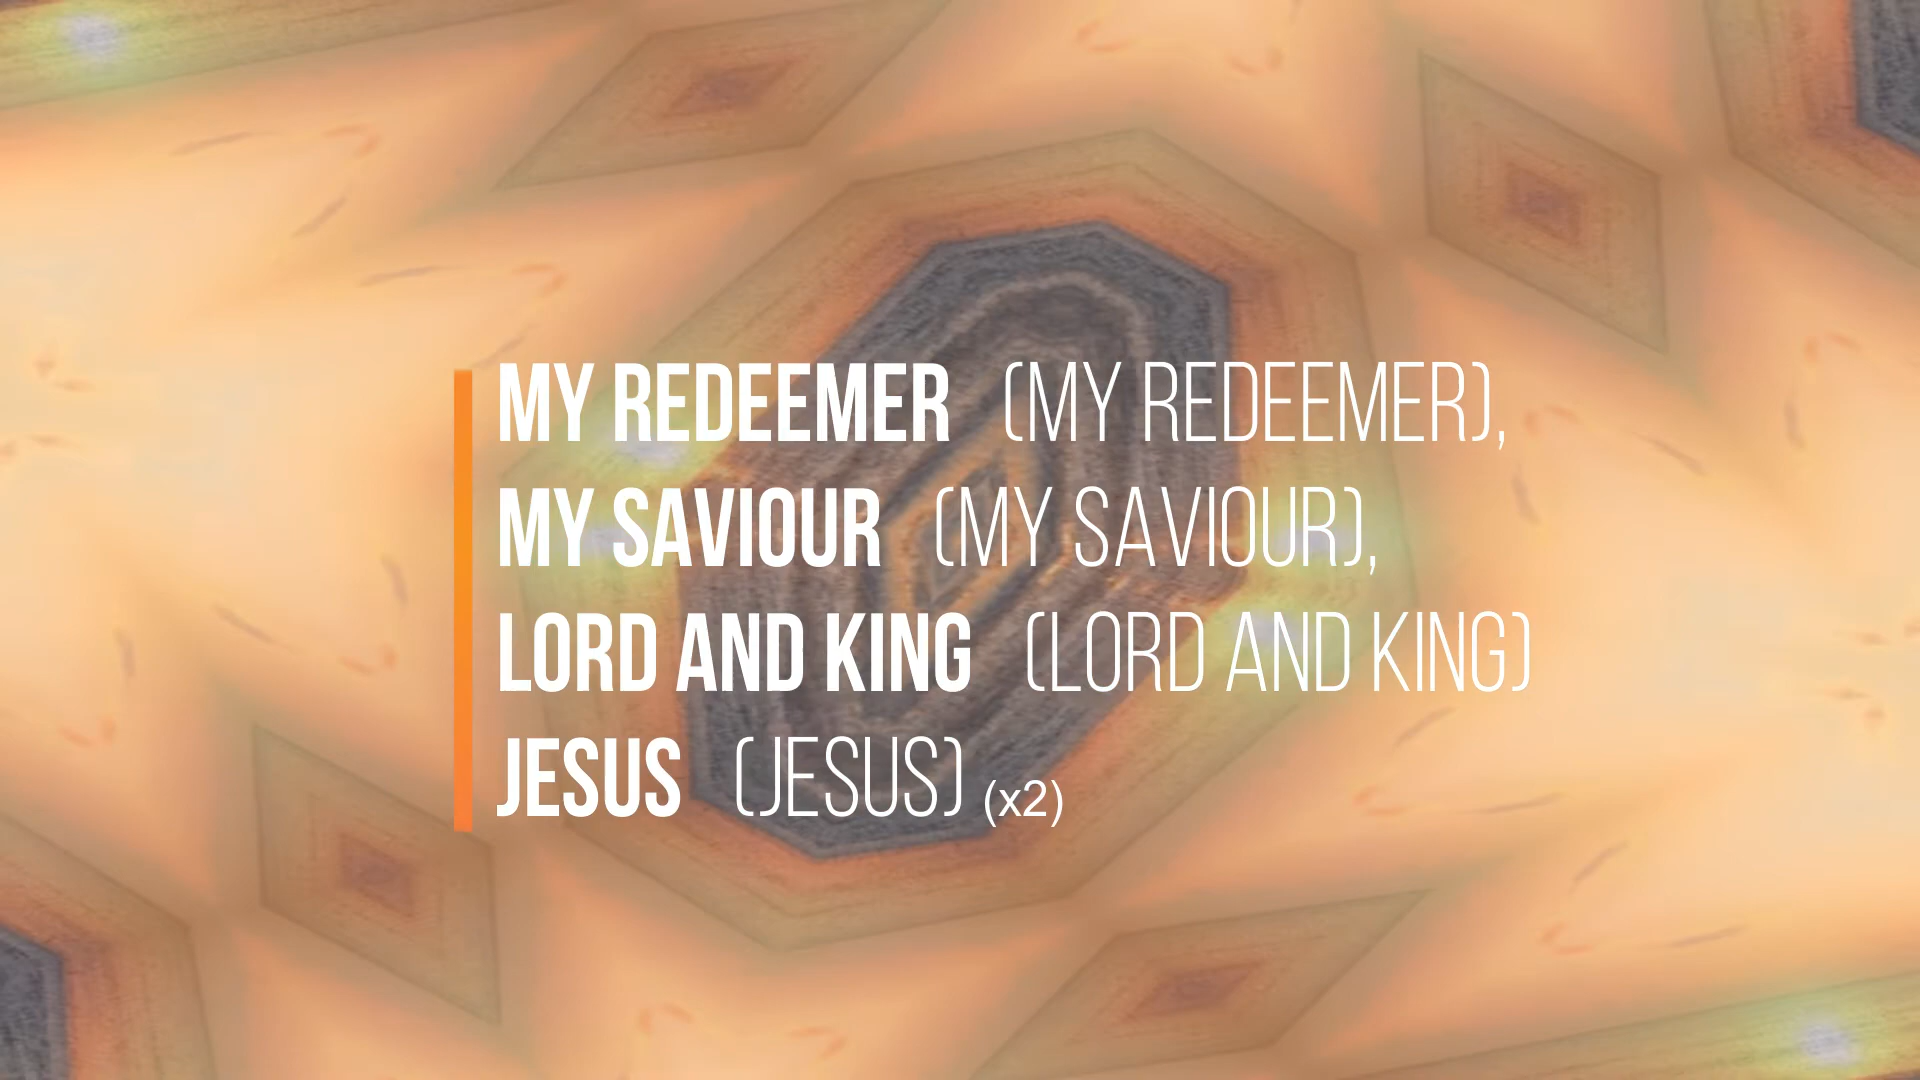 MY REDEEMER (MY REDEEMER),
MY SAVIOUR (MY SAVIOUR),
LORD AND KING (LORD AND KING)
JESUS (JESUS) (x2)